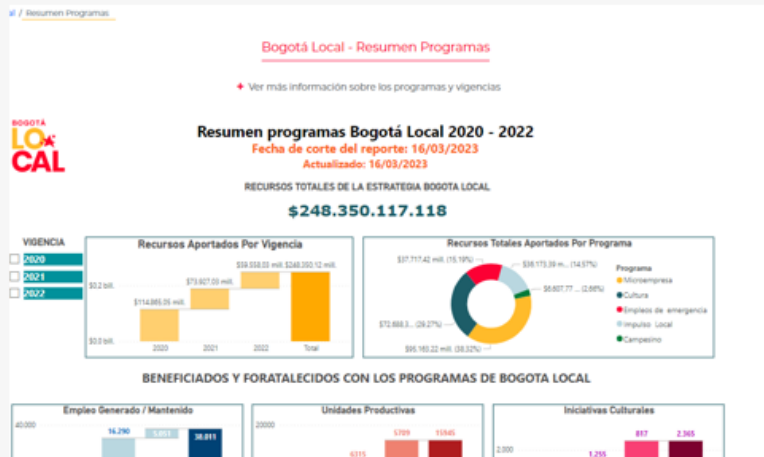 al / Resumen Programas
Bogotá Local - Resumen Programas
+ Ver más información sobre los programas y vigencias
BOGOTÁ
LO
CAL
Resumen programas Bogotá Local 2020 - 2022
Fecha de corte del reporte: 16/03/2023
Actualizado: 16/03/2023
RECURSOS TOTALES DE LA ESTRATEGIA BOGOTA LOCAL
$248.350.117.118
VIGENCIA
2020
2021
2022
Recursos Aportados Por Vigencia
$0.2 bill.
$0.0 bill.
$114.865,05 mill.
$73.927,03 mill.
$59.558,03 mill.
$248.350,12 mill.
2020
2021
2022
Total
Recursos Totales Aportados Por Programa
$37.717,42 mill. (15,19%)
$36.173,39 m... (14,57%)
$6.607,77 ... (2,66%)
$72.688,3... (29,27%)
$95.163,22 mill. (38,32%)
Programa
Microempresa
Cultura
Empleos de emergencia
Impulso Local
Campesino
BENEFICIADOS Y FORATALECIDOS CON LOS PROGRAMAS DE BOGOTA LOCAL
Empleo Generado / Mantenido
40.000
16.290
38.011
Unidades Productivas
20000
6315
5709
15945
Iniciativas Culturales
2.000
1.255
817
2.365